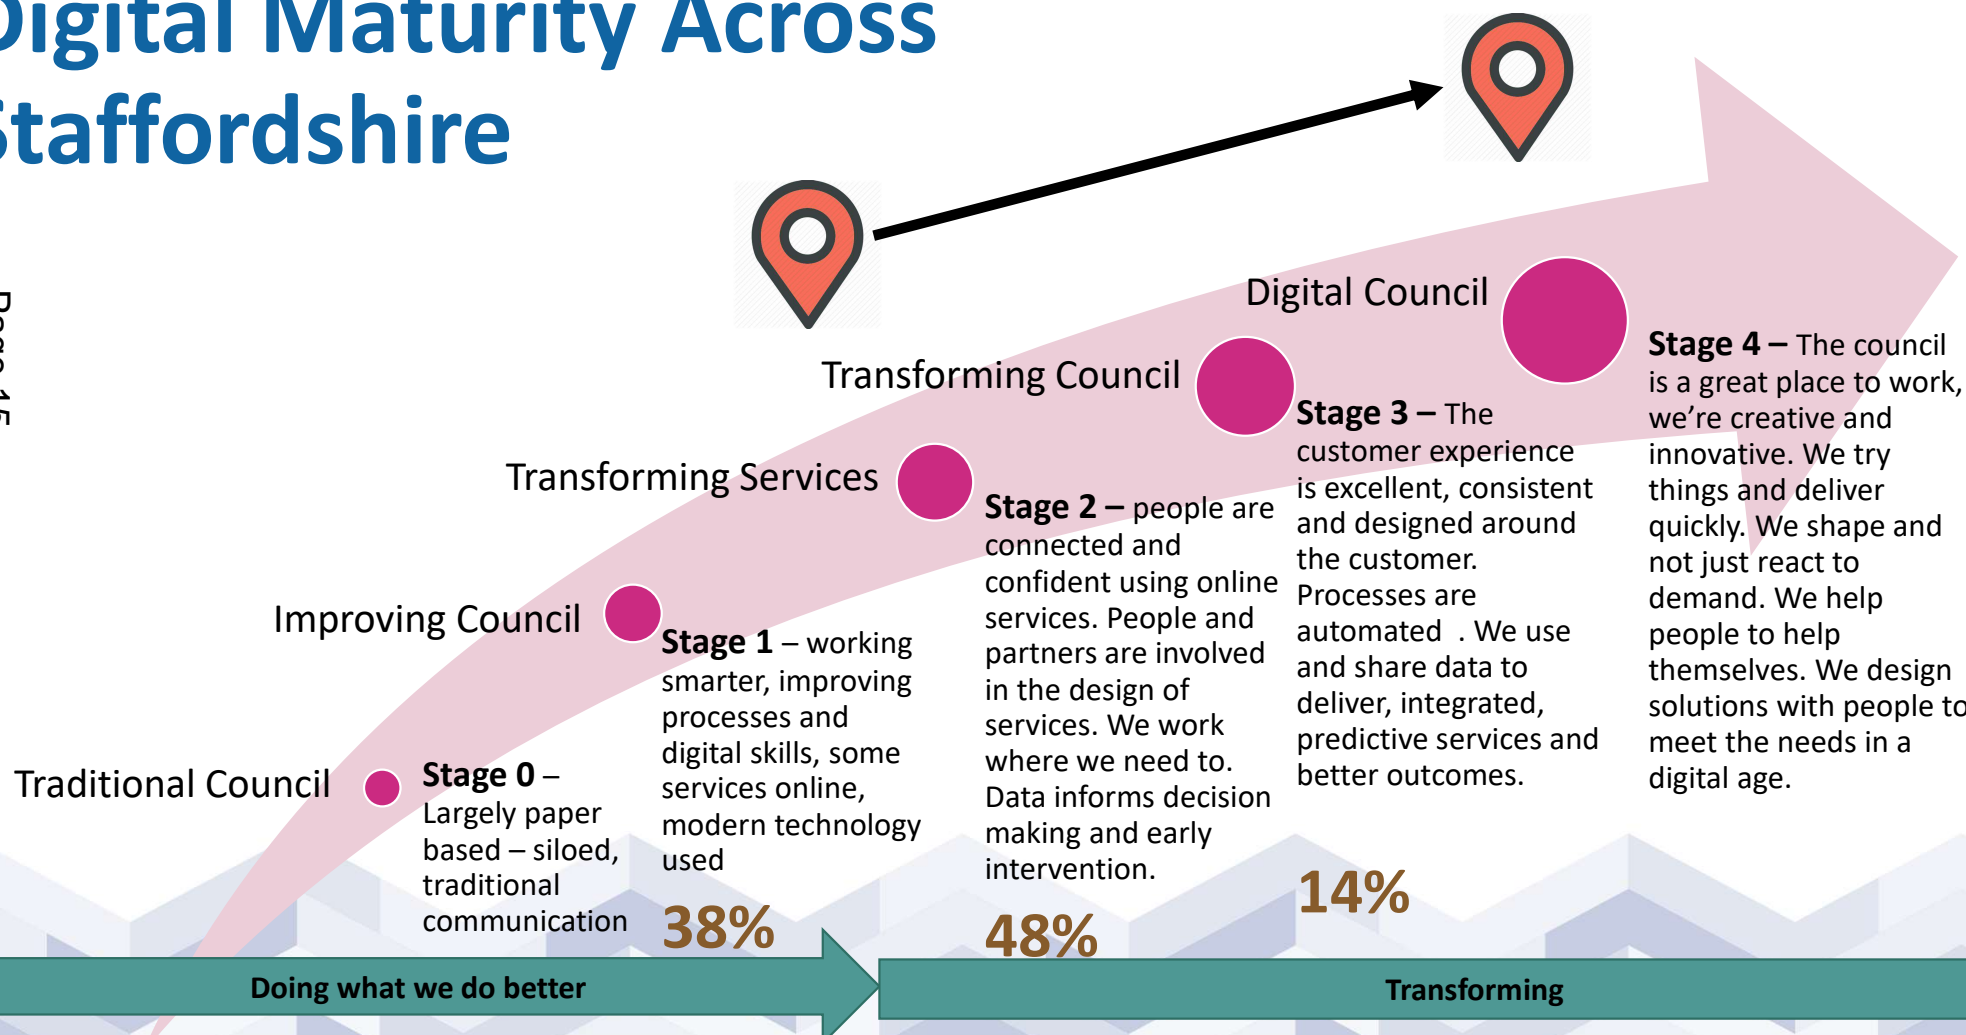 Digital Maturity Across
Staffordshire
Page 15
Digital Council
Transforming Council
Transforming Services
Improving Council
Traditional Council
Stage 0 –
Largely paper
based – siloed,
traditional
communication
Stage 1 – working
smarter, improving
processes and
digital skills, some
services online,
modern technology
used
38%
Stage 2 – people are
connected and
confident using online
services. People and
partners are involved
in the design of
services. We work
where we need to.
Data informs decision
making and early
intervention.
48%
Stage 3 – The
customer experience
is excellent, consistent
and designed around
the customer.
Processes are
automated . We use
and share data to
deliver, integrated,
predictive services and
better outcomes.
14%
Stage 4 – The council
is a great place to work,
we’re creative and
innovative. We try
things and deliver
quickly. We shape and
not just react to
demand. We help
people to help
themselves. We design
solutions with people to
meet the needs in a
digital age.
Doing what we do better
Transforming